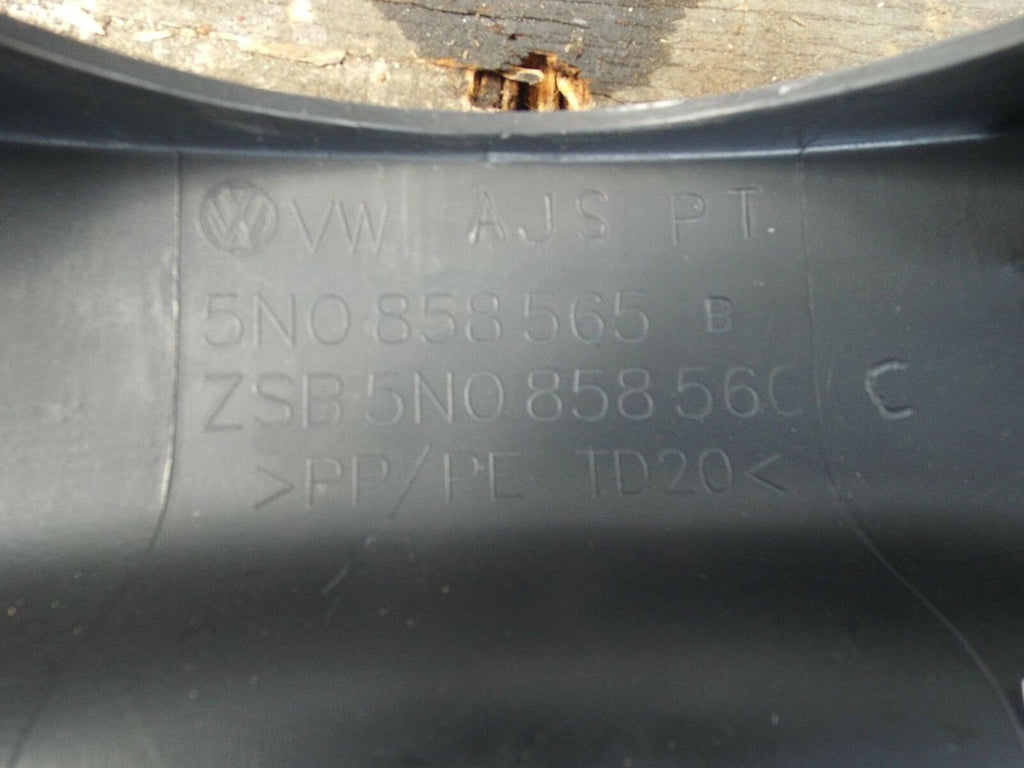 VW AJS PT.
5N0 858 565 B
ZSB 5N0 858 560 C
>PP/PE TD20<